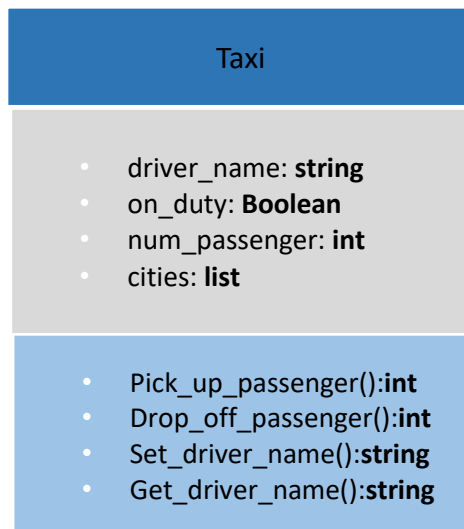 Taxi
• driver_name: string
• on_duty: Boolean
• num_passenger: int
• cities: list
• Pick_up_passenger():int
• Drop_off_passenger():int
• Set_driver_name():string
• Get_driver_name():string